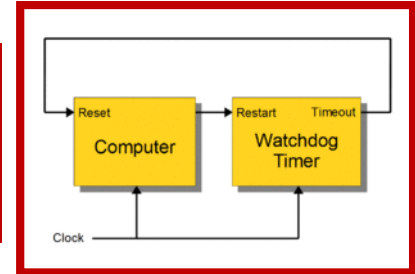 Reset
Computer
Restart
Timeout
Watchdog
Timer
Clock